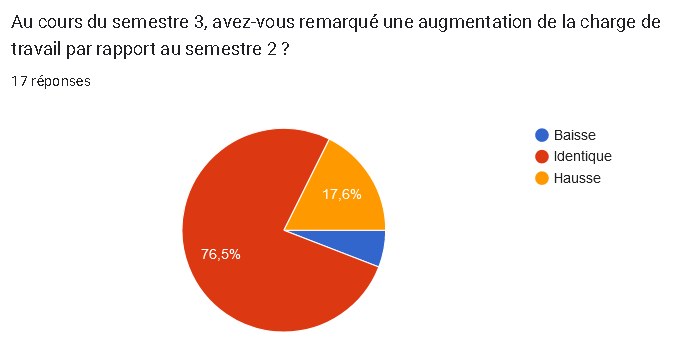 Au cours du semestre 3, avez-vous remarqué une augmentation de la charge de
travail par rapport au semestre 2 ?
17 réponses
Baisse
Identique
Hausse
17,6%
76,5%